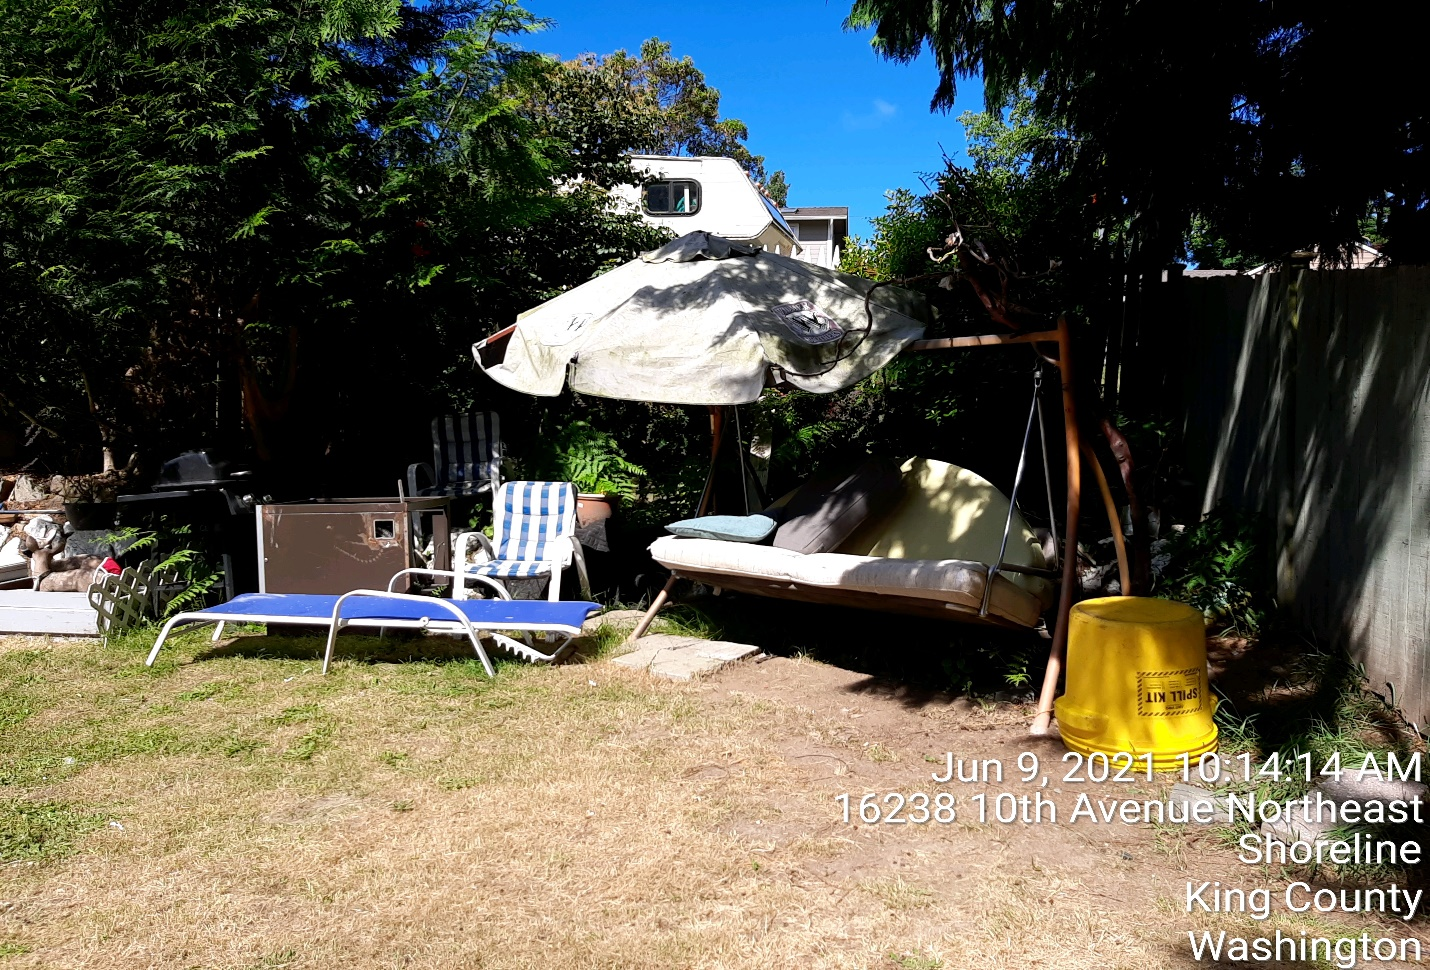 SPILL KIT
Jun 9, 2021 10:14:14 AM
16238 10th Avenue Northeast
Shoreline
King County
Washington